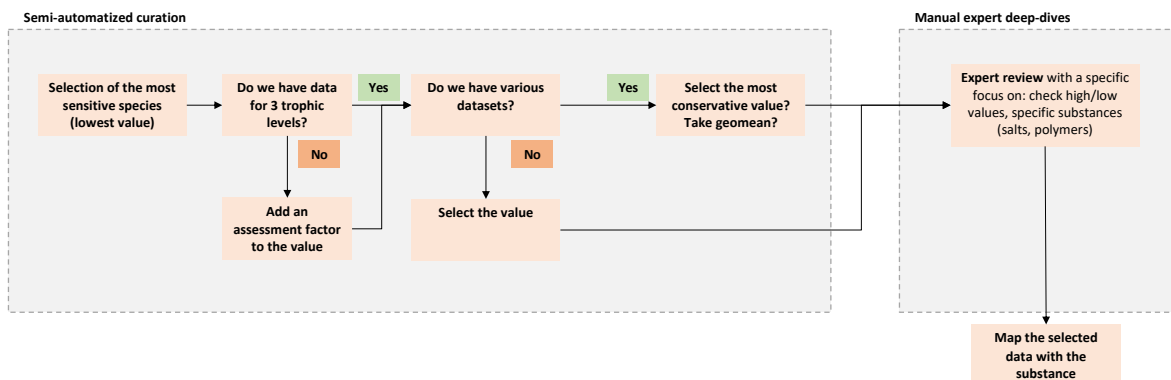 Semi-automatized curation
Manual expert deep-dives
Selection of the most
sensitive species
(lowest value)
Do we have data
for 3 trophic
levels?
Yes
Do we have various
datasets?
Yes
Select the most
conservative value?
Take geomean?
Expert review with a specific
focus on: check high/low
values, specific substances
(salts, polymers)
No
No
Add an
assessment factor
to the value
Select the value
Map the selected
data with the
substance